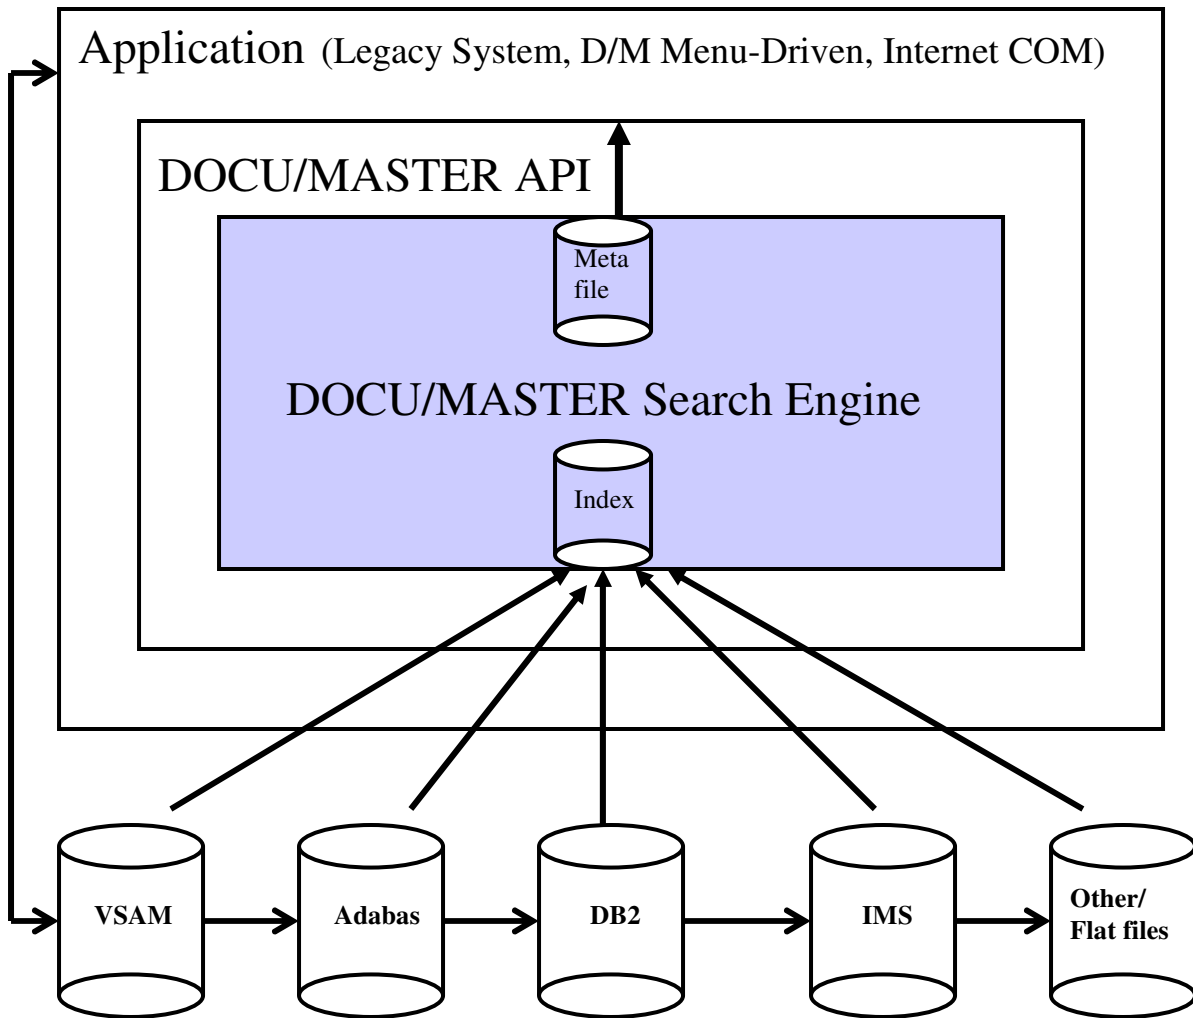 Application (Legacy System, D/M Menu-Driven, Internet COM)
DOCU/MASTER API
Meta
file
DOCU/MASTER Search Engine
Index
VSAM
Adabas
DB2
IMS
Other/
Flat files